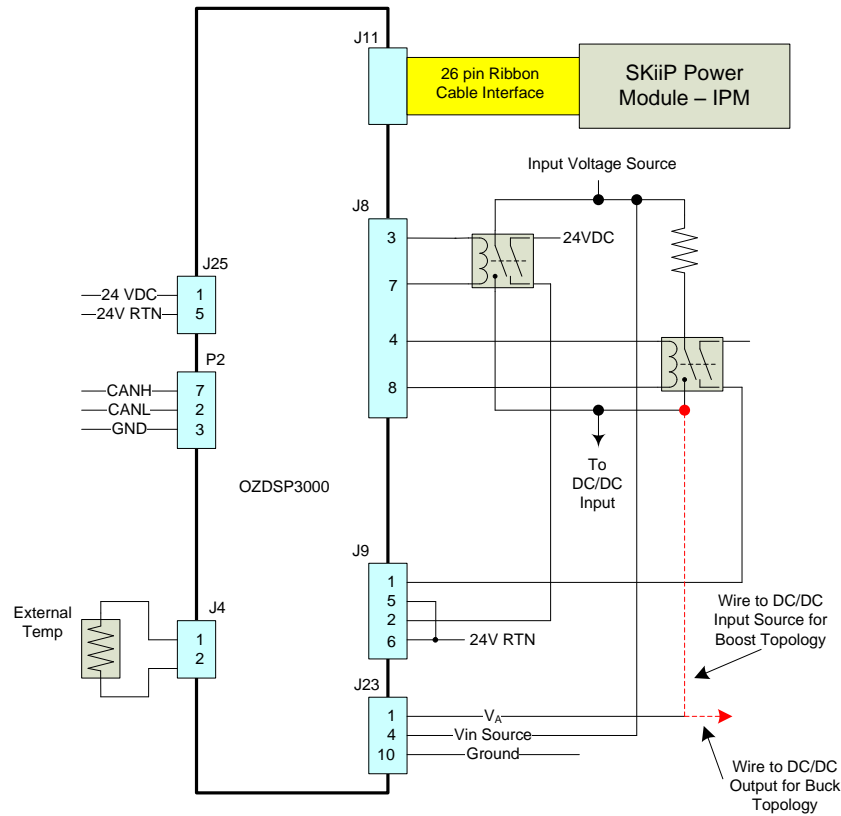 J11
26 pin Ribbon
Cable Interface
SKiiP Power
Module – IPM
Input Voltage Source
J8
3
24VDC
7
4
8
J25
24 VDC
1
24V RTN
5
P2
CANH
7
CANL
2
GND
3
To
DC/DC
Input
OZDSP3000
J9
1
5
2
6
24V RTN
External
Temp
J4
1
2
Wire to DC/DC
Input Source for
Boost Topology
J23
1
VA
4
Vin Source
10
Ground
Wire to DC/DC
Output for Buck
Topology